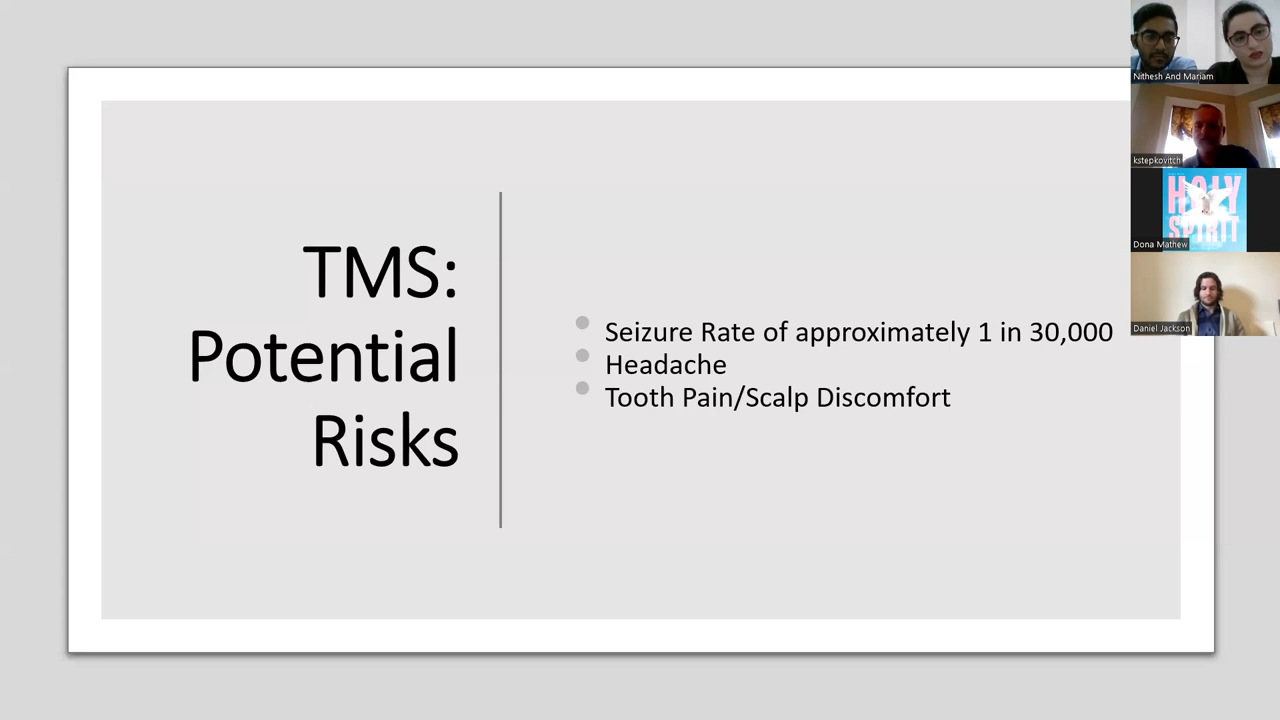 TMS:
Potential
Risks
Seizure Rate of approximately 1 in 30,000
Headache
Tooth Pain/Scalp Discomfort
Nithesh And Mariam
kstepkovitch
HOLY
SPIRIT
Dona Mathew
Daniel Jackson